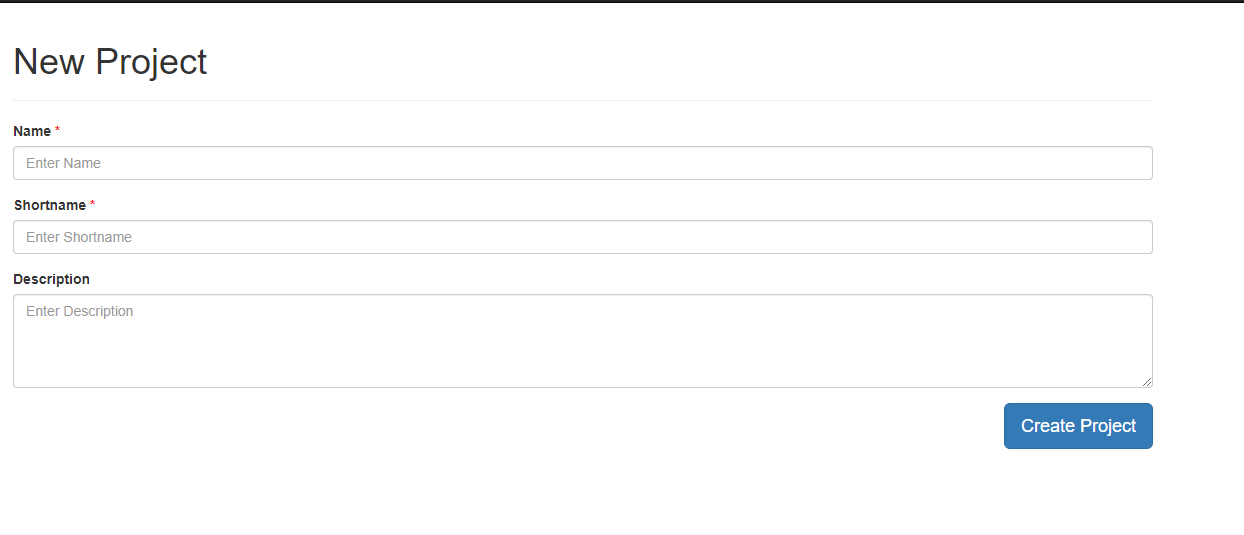 New Project
Name *
Enter Name
Shortname *
Enter Shortname
Description
Enter Description
Create Project